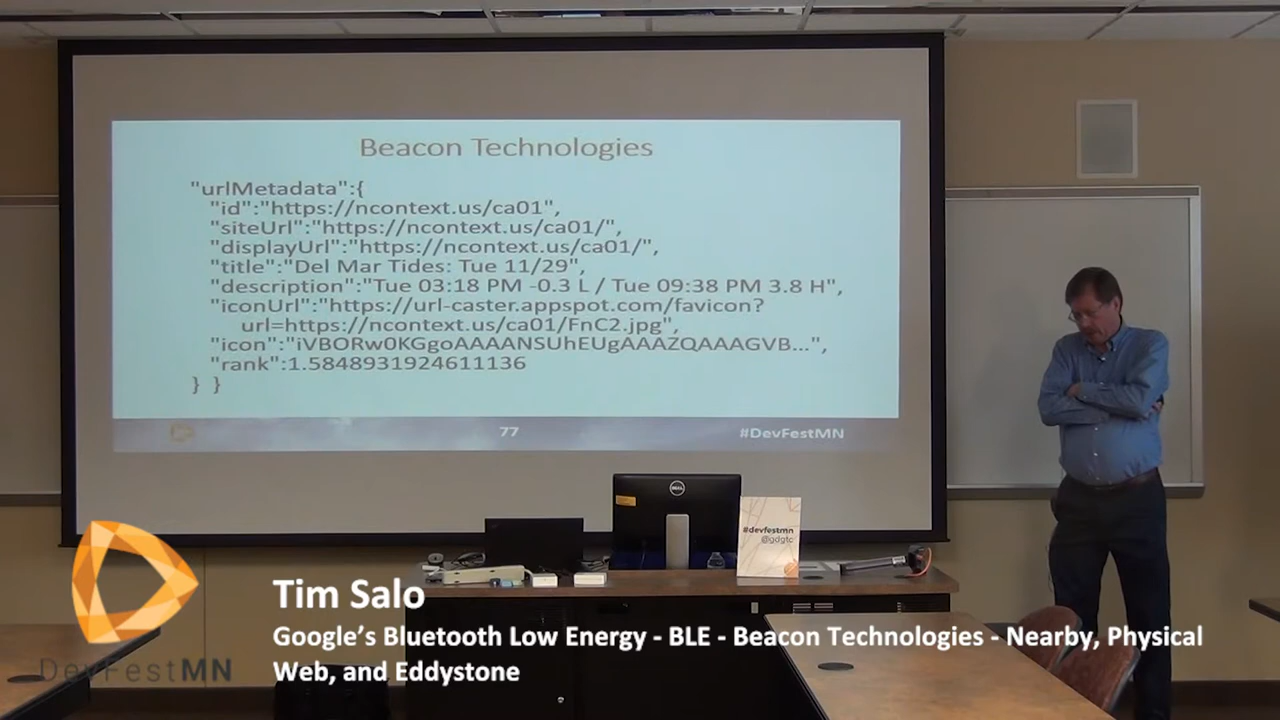 Beacon Technologies
"urlMetadata":{
"id":"https://ncontext.us/ca01",
"siteUrl":"https://ncontext.us/ca01/",
"displayUrl":"https://ncontext.us/ca01/",
"title":"Del Mar Tides: Tue 11/29",
"description":"Tue 03:18 PM -0.3 L / Tue 09:38 PM 3.8 H",
"iconUrl":"https://url-caster.appspot.com/favicon?
url=https://ncontext.us/ca01/FnC2.jpg",
"icon":"iVBORw0KGgoAAAANSUhEUgAAAZQAAAGVB...",
"rank":1.5848931924611136
} }
77
#DevFestMN
DELL
#devfestmn
@gdgtc
Tim Salo
Google's Bluetooth Low Energy - BLE - Beacon Technologies - Nearby, Physical
Web, and Eddystone
DevFestMN